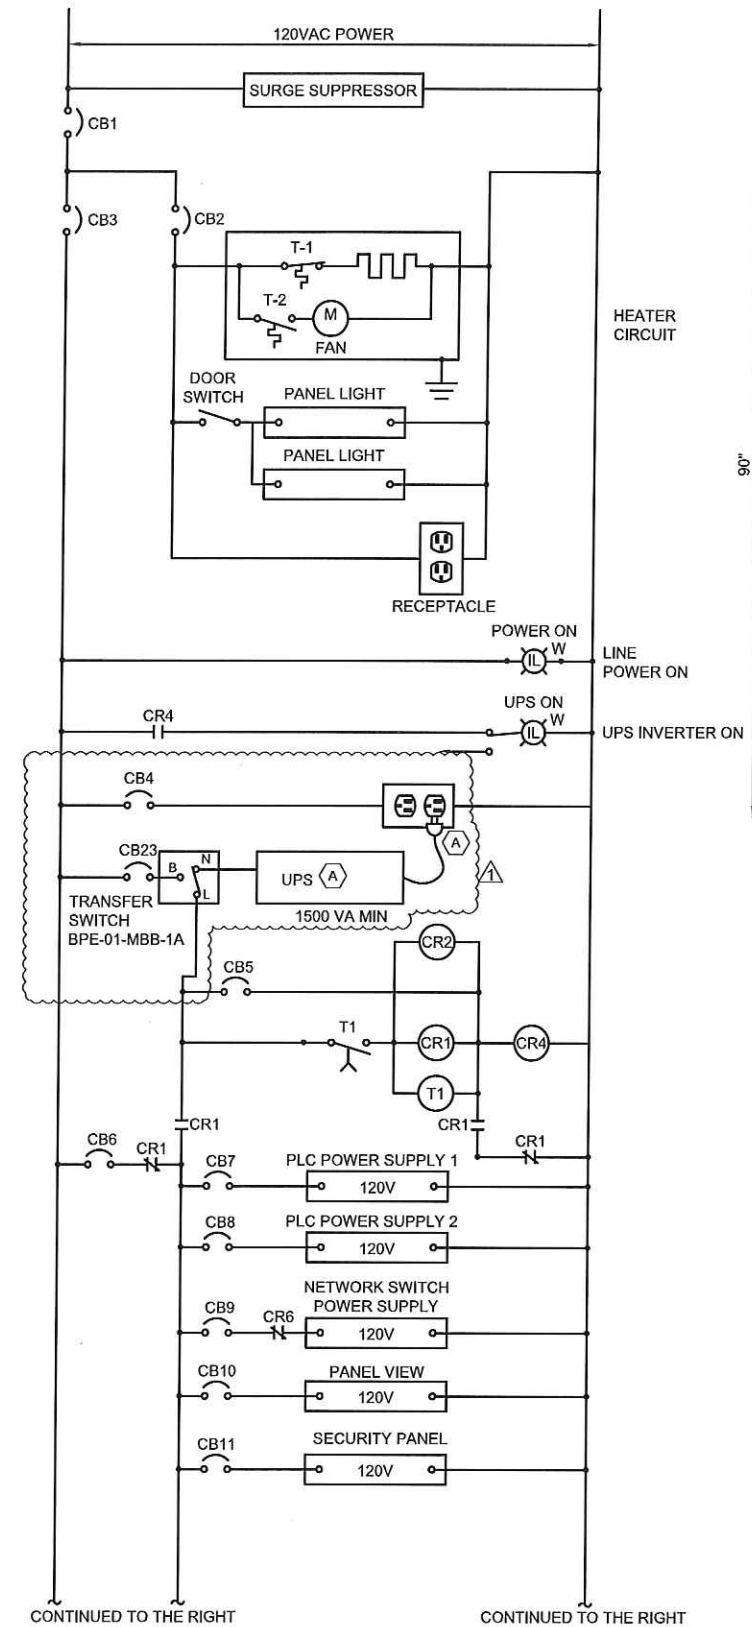 120VAC POWER
SURGE SUPPRESSOR
CB1
CB3
CB2
T-1
T-2
M
FAN
HEATER
CIRCUIT
DOOR
SWITCH
PANEL LIGHT
PANEL LIGHT
90"
RECEPTACLE
POWER ON
W
IL
LINE
POWER ON
UPS ON
W
CR4
IL
UPS INVERTER ON
CB4
A
CB23
B
N
L
UPS
A
1
TRANSFER
SWITCH
BPE-01-MBB-1A
1500 VA MIN
CR2
CB5
T1
CR1
CR4
T1
CR1
CR1
CB6
CR1
CR1
CB7
PLC POWER SUPPLY 1
120V
CB8
PLC POWER SUPPLY 2
120V
NETWORK SWITCH
POWER SUPPLY
CB9
CR6
120V
CB10
PANEL VIEW
120V
CB11
SECURITY PANEL
120V
CONTINUED TO THE RIGHT
CONTINUED TO THE RIGHT